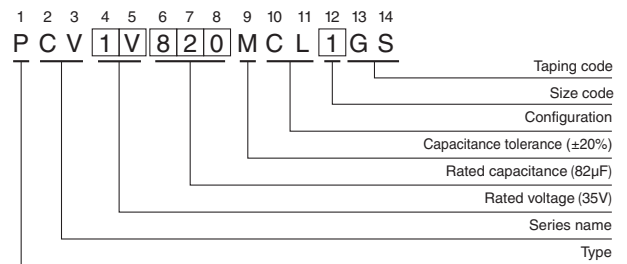 1 2 3 4 5 6 7 8 9 10 11 12 13 14
P C V 1 V 8 2 0 M C L 1 G S
Taping code
Size code
Configuration
Capacitance tolerance (±20%)
Rated capacitance (82µF)
Rated voltage (35V)
Series name
Type